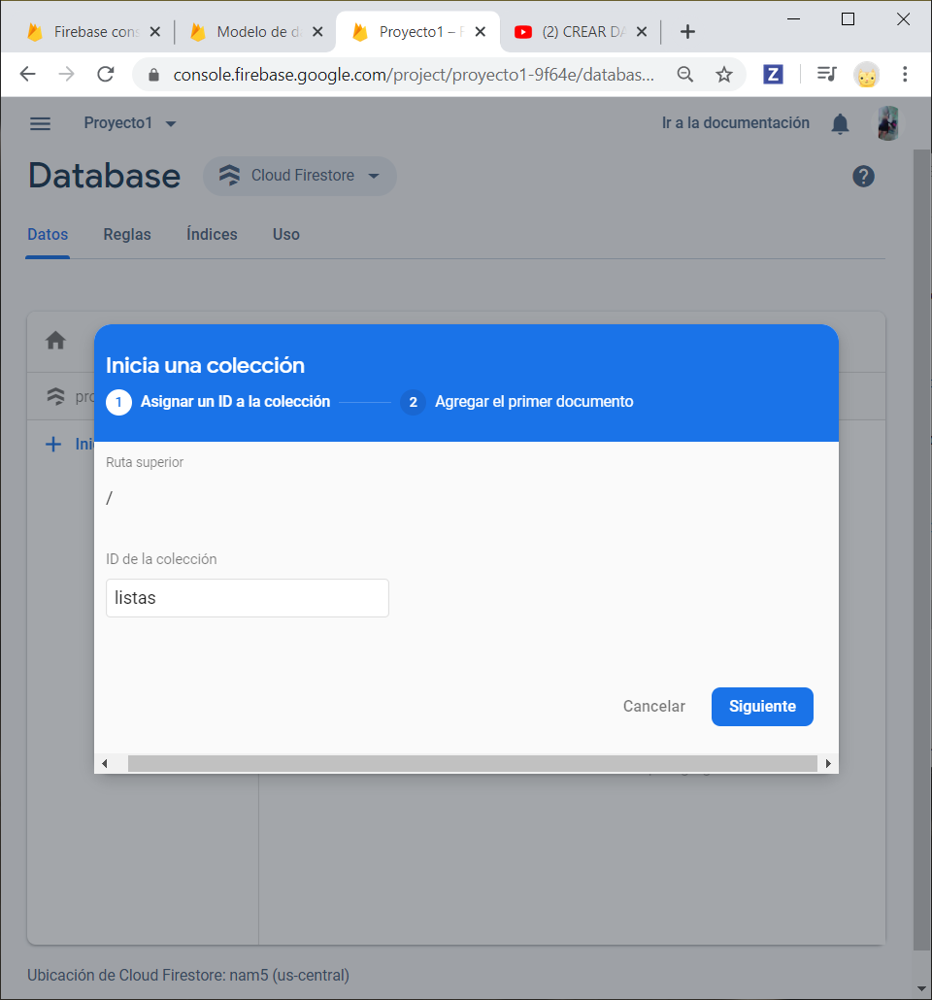 Firebase cons
Modelo de d
Proyecto1 – F
(2) CREAR DA
console.firebase.google.com/project/proyecto1-9f64e/databas...
Z
Proyecto1
Ir a la documentación
Database
Cloud Firestore
?
Datos
Reglas
Índices
Uso
Inicia una colección
1 Asignar un ID a la colección
2 Agregar el primer documento
pro
Ini
Ruta superior
/
ID de la colección
listas
Cancelar
Siguiente
Ubicación de Cloud Firestore: nam5 (us-central)